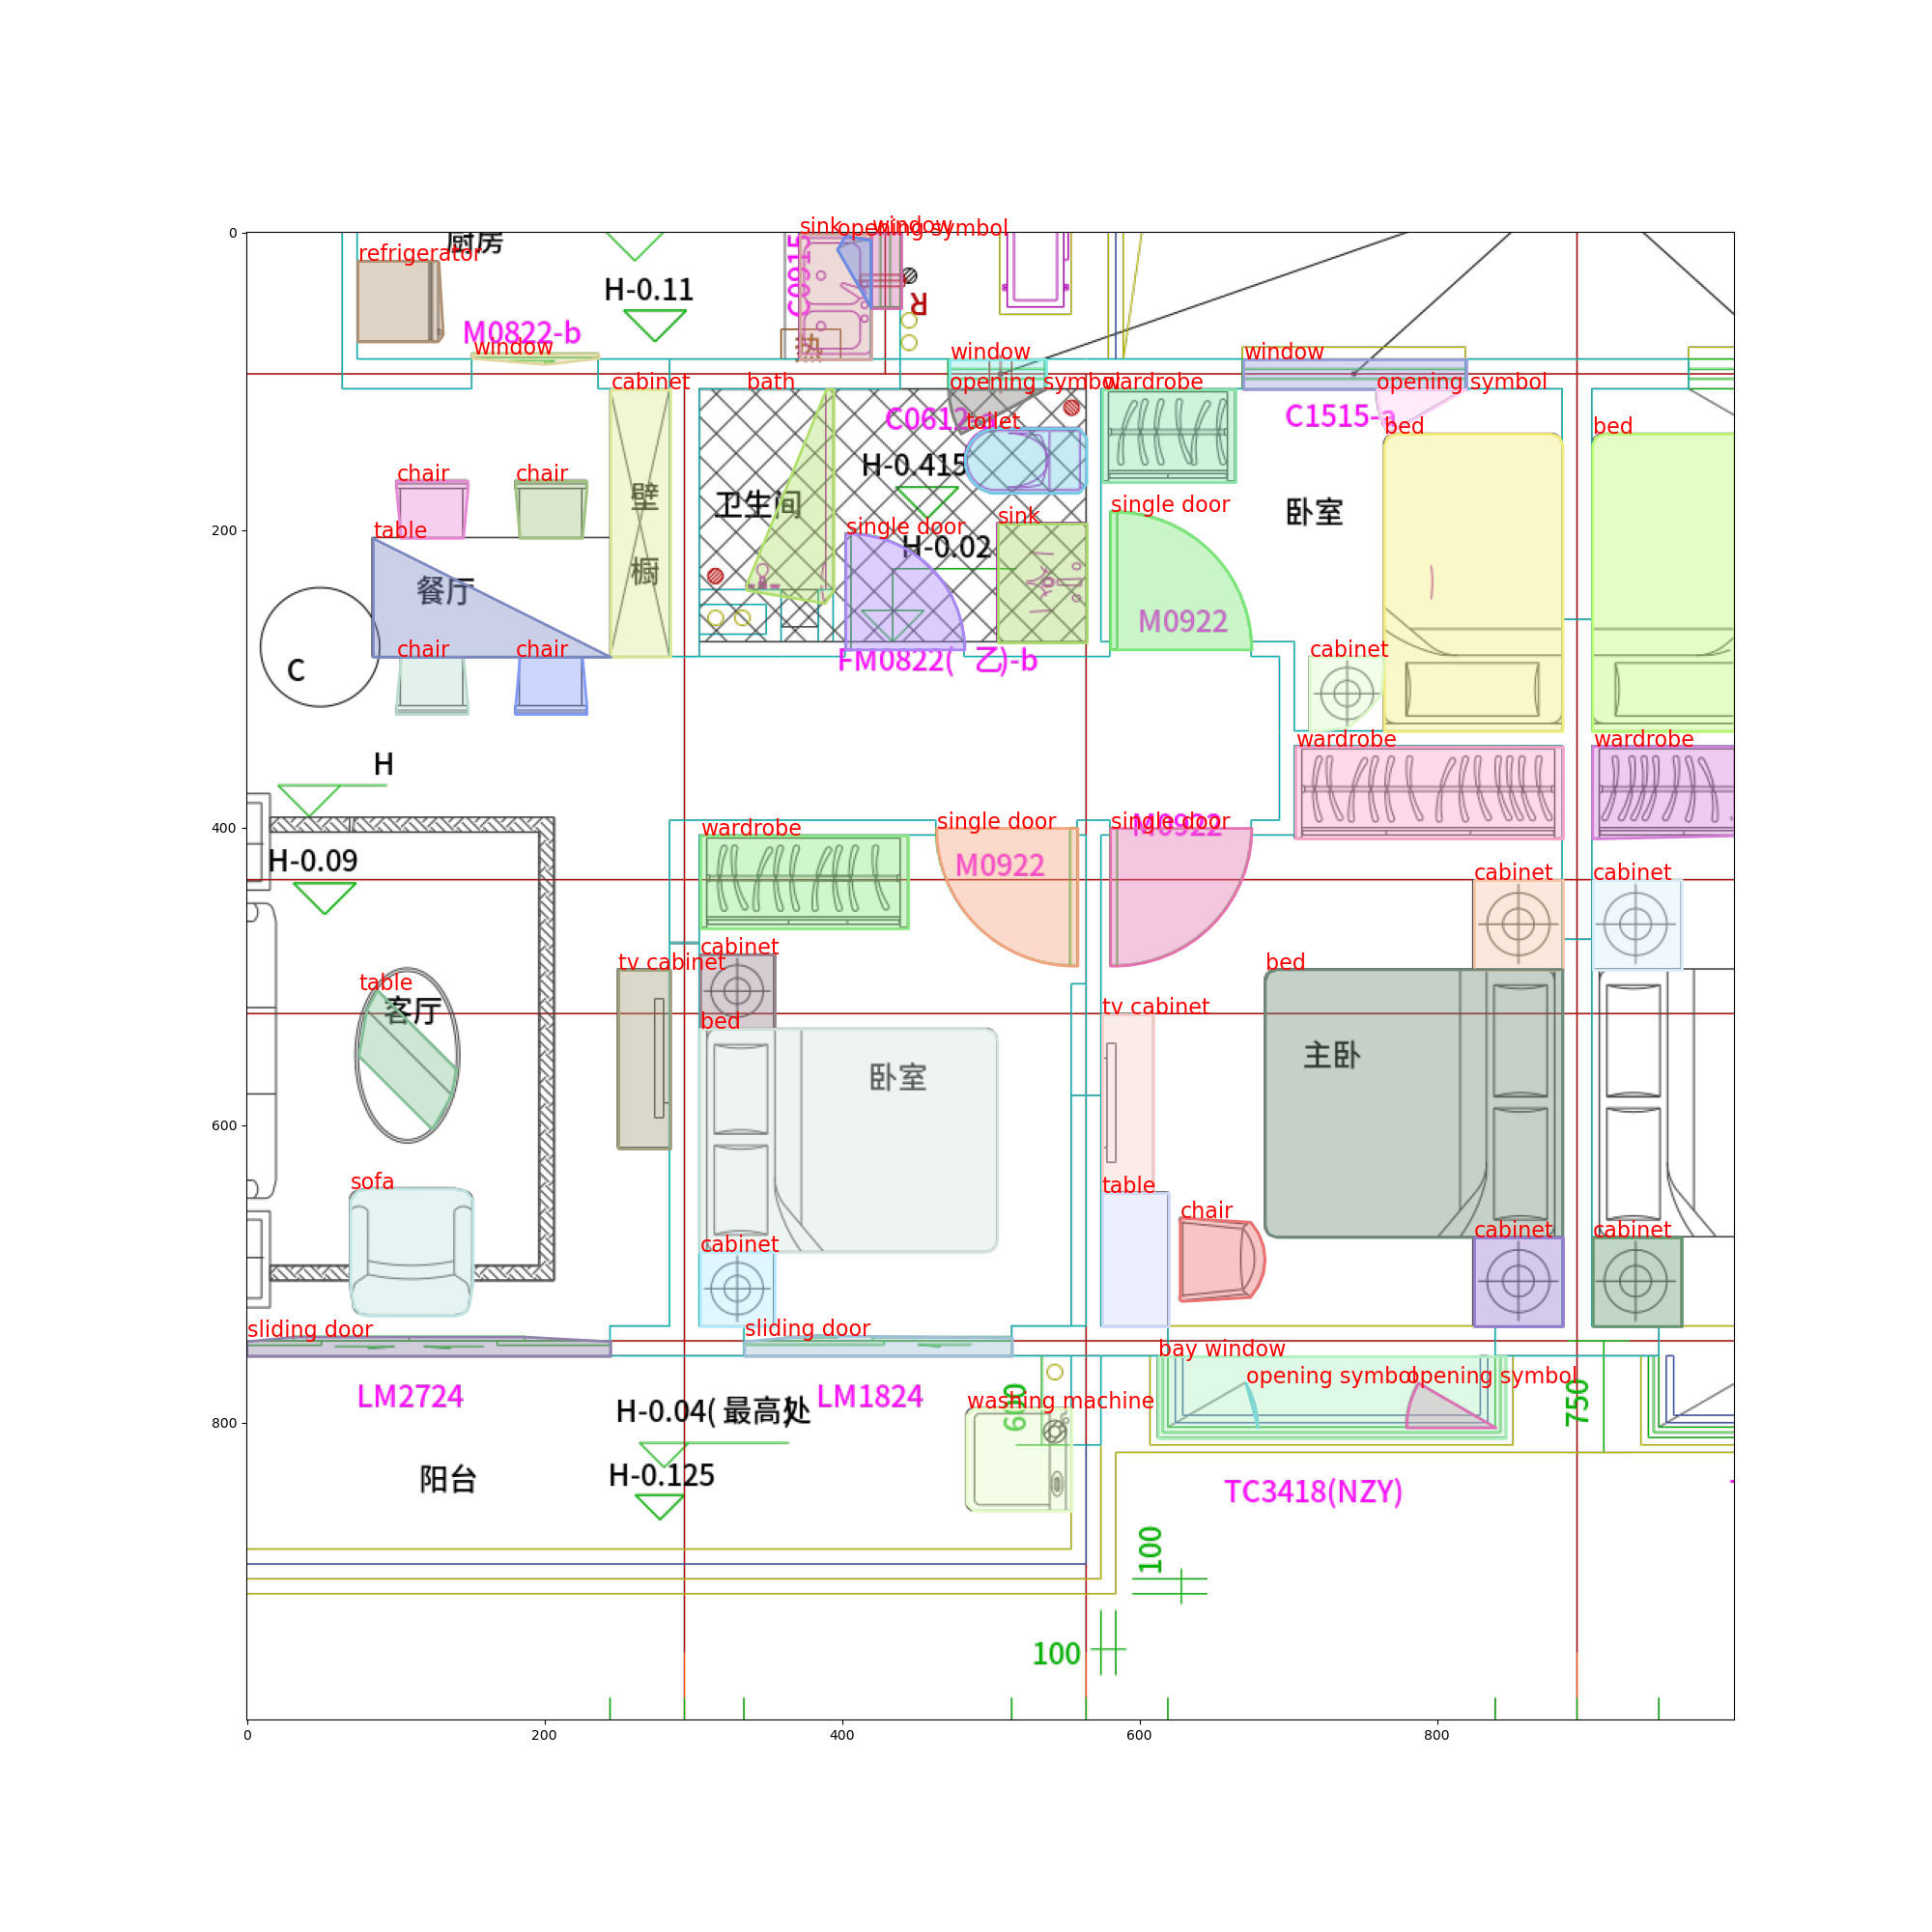 sink
opening symbol
window
0
厨房
refrigerator
C0915
H-0.11
R
M0822-b
window
热
window
window
cabinet
bath
opening symbol
wardrobe
opening symbol
C0612
C1515-a
toilet
bed
bed
chair
chair
H-0.415
壁
卫生间
single door
卧室
200
table
single door
sink
H-0.02
橱
餐厅
M0922
C
chair
chair
FM0822( 乙)-b
cabinet
H
wardrobe
wardrobe
400
wardrobe
single door
single door
M0922
H-0.09
M0922
cabinet
cabinet
cabinet
tv cabinet
bed
table
客厅
bed
tv cabinet
主卧
卧室
600
sofa
table
chair
cabinet
cabinet
cabinet
sliding door
sliding door
bay window
opening symbol
opening symbol
LM2724
LM1824
600
750
washing machine
H-0.04( 最高处
800
H-0.125
阳台
TC3418(NZY)
100
100
0
200
400
600
800